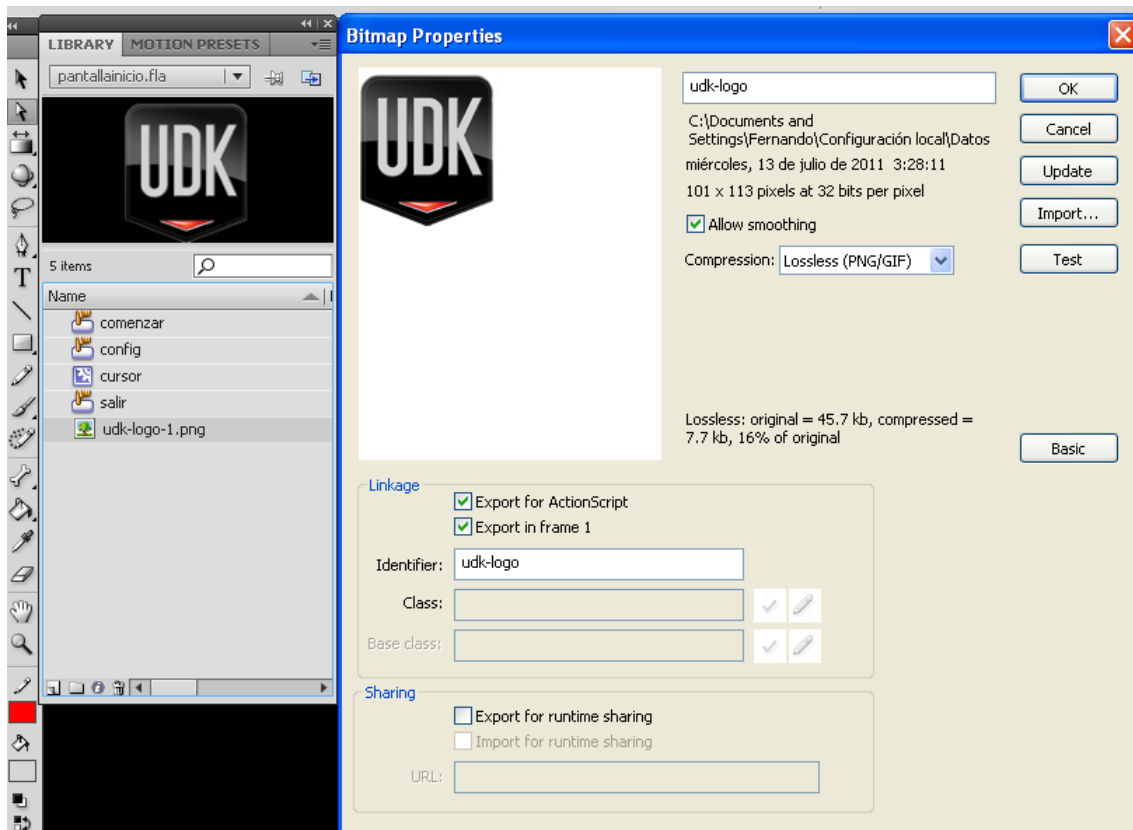 LIBRARY MOTION PRESETS
pantallainicio.fla
UDK
5 items
Name
comenzar
config
cursor
salir
udk-logo-1.png
Bitmap Properties
UDK
udk-logo
C:\Documents and
Settings\Fernando\Configuración local\Datos
miércoles, 13 de julio de 2011 3:28:11
101 x 113 pixels at 32 bits per pixel
Allow smoothing
Compression: Lossless (PNG/GIF)
OK
Cancel
Update
Import...
Test
Lossless: original = 45.7 kb, compressed =
7.7 kb, 16% of original
Basic
Linkage
Export for ActionScript
Export in frame 1
Identifier: udk-logo
Class:
Base class:
Sharing
Export for runtime sharing
Import for runtime sharing
URL: